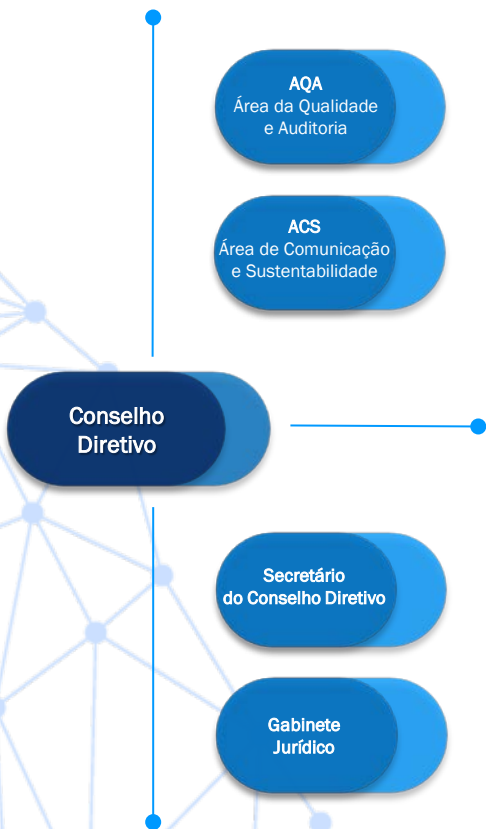 AQA
Área da Qualidade
e Auditoria
ACS
Área de Comunicação
e Sustentabilidade
Conselho
Diretivo
Secretário
do Conselho Diretivo
Gabinete
Jurídico